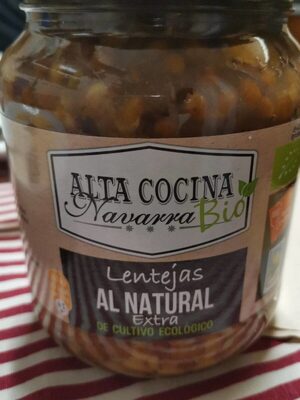 ALTA COCINA
Navarra Bio
Lentejas
AL NATURAL
Extra
DE CULTIVO ECOLÓGICO